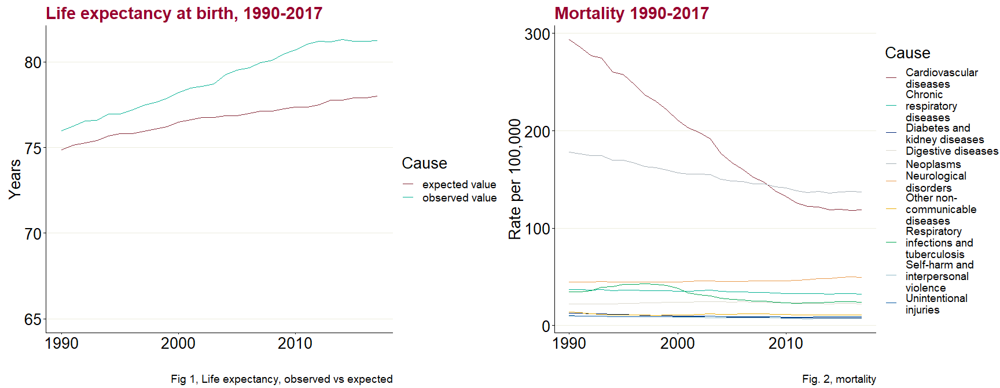 Life expectancy at birth, 1990-2017
Years
80
75
70
65
1990
2000
2010
Cause
expected value
observed value
Fig 1, Life expectancy, observed vs expected
Mortality 1990-2017
Rate per 100,000
300
200
100
0
1990
2000
2010
Cause
Cardiovascular
diseases
Chronic
respiratory
diseases
Diabetes and
kidney diseases
Digestive diseases
Neoplasms
Neurological
disorders
Other non-
communicable
diseases
Respiratory
infections and
tuberculosis
Self-harm and
interpersonal
violence
Unintentional
injuries
Fig. 2, mortality